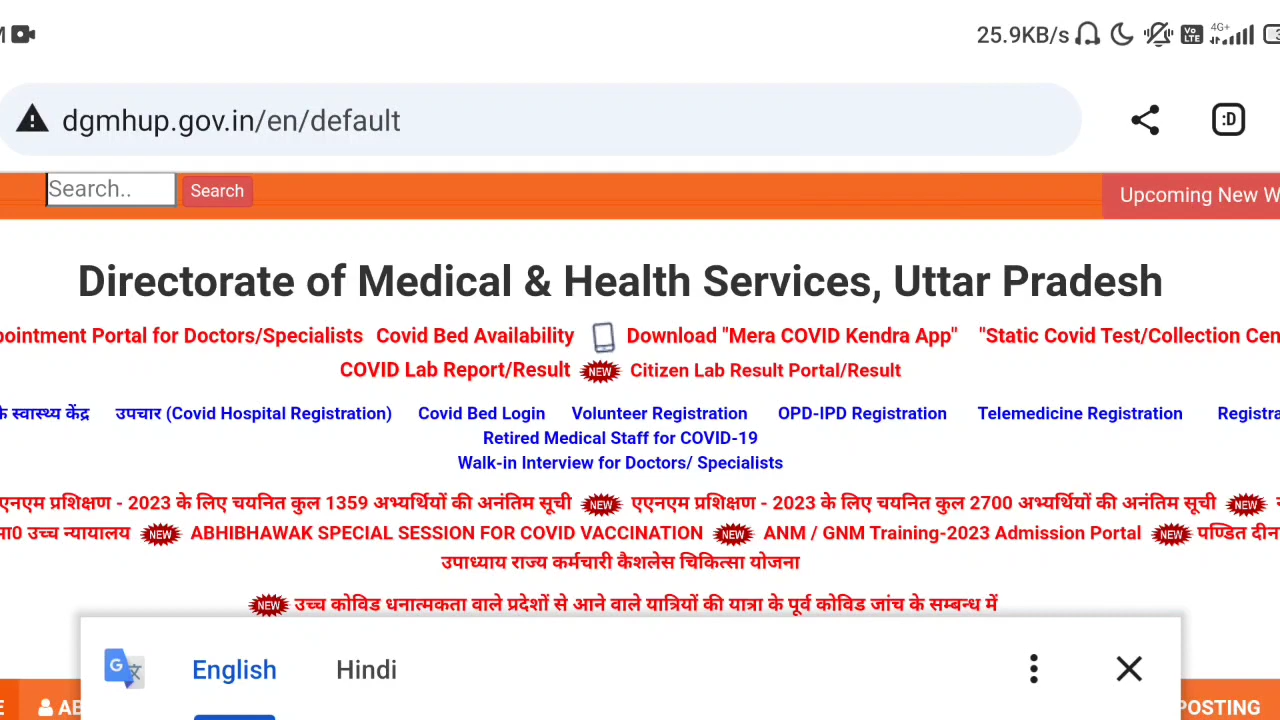 25.9KB/s Vo LTE 4G+
dgmhup.gov.in/en/default :D
Search.. Search Upcoming New
Directorate of Medical & Health Services, Uttar Pradesh
Portal for Doctors/Specialists Covid Bed Availability Download "Mera COVID Kendra App" "Static Covid Test/Collection
COVID Lab Report/Result NEW Citizen Lab Result Portal/Result
स्वास्थ्य केंद्र उपचार (Covid Hospital Registration) Covid Bed Login Volunteer Registration OPD-IPD Registration Telemedicine Registration
Retired Medical Staff for COVID-19
Walk-in Interview for Doctors/ Specialists
प्रशिक्षण - 2023 के लिए चयनित कुल 1359 अभ्यर्थियों की अनंतिम सूची NEW एएनएम प्रशिक्षण - 2023 के लिए चयनित कुल 2700 अभ्यर्थियों की अनंतिम सूची NEW
उच्च न्यायालय NEW ABHIBHAWAK SPECIAL SESSION FOR COVID VACCINATION NEW ANM / GNM Training-2023 Admission Portal NEW पण्डित दीन
उपाध्याय राज्य कर्मचारी कैशलेस चिकित्सा योजना
NEW उच्च कोविड धनात्मकता वाले प्रदेशों से आने वाले यात्रियों की यात्रा के पूर्व कोविड जांच के सम्बन्ध में
English Hindi
POSTING